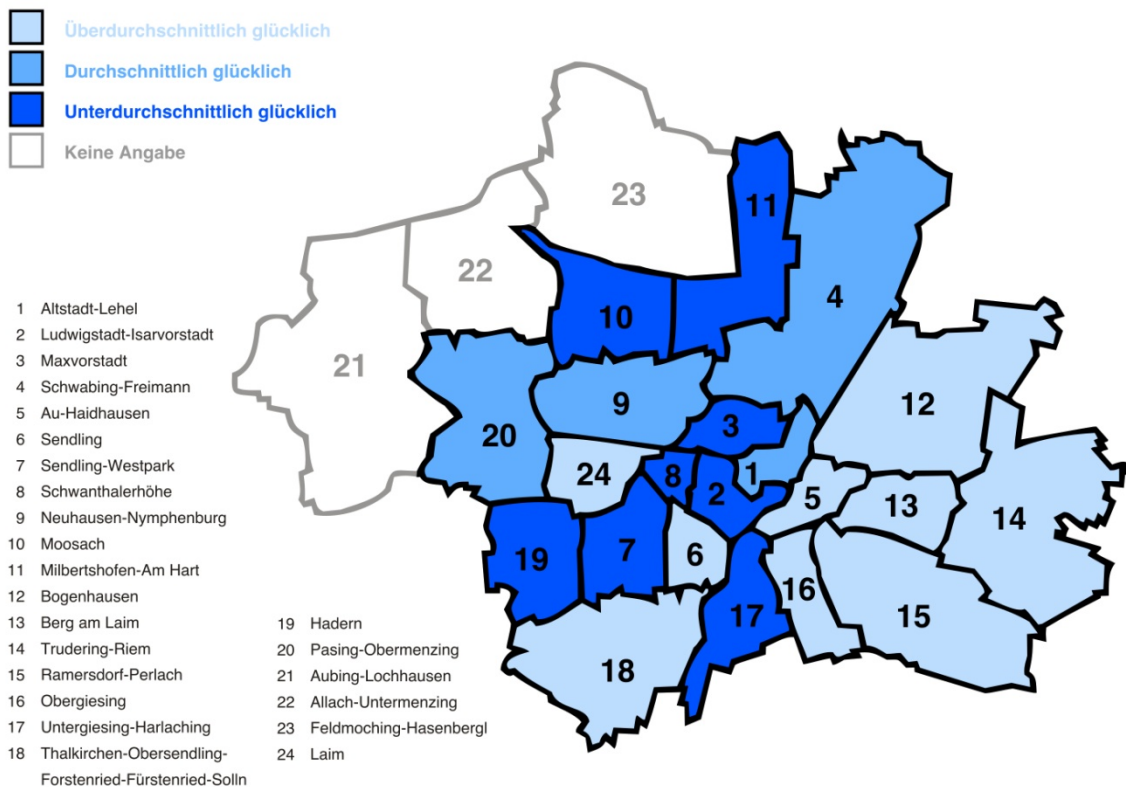 Überdurchschnittlich glücklich
Durchschnittlich glücklich
Unterdurchschnittlich glücklich
Keine Angabe
23
11
22
4
10
21
12
9
20
3
24
8
1
2
5
13
14
19
7
6
16
17
15
18
1 Altstadt-Lehel
2 Ludwigstadt-Isarvorstadt
3 Maxvorstadt
4 Schwabing-Freimann
5 Au-Haidhausen
6 Sendling
7 Sendling-Westpark
8 Schwanthalerhöhe
9 Neuhausen-Nymphenburg
10 Moosach
11 Milbertshofen-Am Hart
12 Bogenhausen
13 Berg am Laim
14 Trudering-Riem
15 Ramersdorf-Perlach
16 Obergiesing
17 Untergiesing-Harlaching
18 Thalkirchen-Obersendling-
Forstenried-Fürstenried-Solln
19 Hadern
20 Pasing-Obermenzing
21 Aubing-Lochhausen
22 Allach-Untermenzing
23 Feldmoching-Hasenbergl
24 Laim